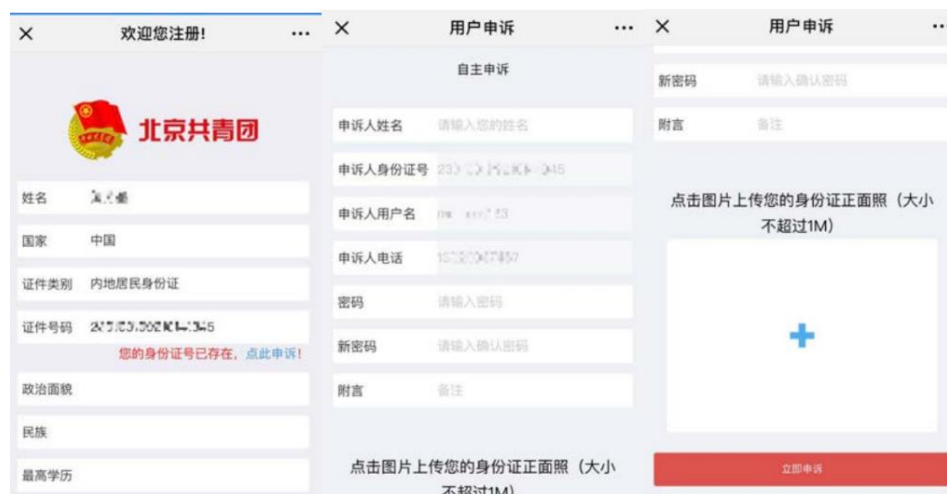 欢迎您注册!
北京共青团
姓名
国家 中国
证件类别 内地居民身份证
证件号码
您的身份证号已存在，点此申诉!
政治面貌
民族
最高学历
用户申诉
自主申诉
申诉人姓名 请输入您的姓名
申诉人身份证号
申诉人用户名
申诉人电话
密码 请输入密码
新密码 请输入确认密码
附言 备注
点击图片上传您的身份证正面照（大小
不超过1M）
用户申诉
新密码 请输入确认密码
附言 备注
点击图片上传您的身份证正面照（大小
不超过1M）
立即申诉